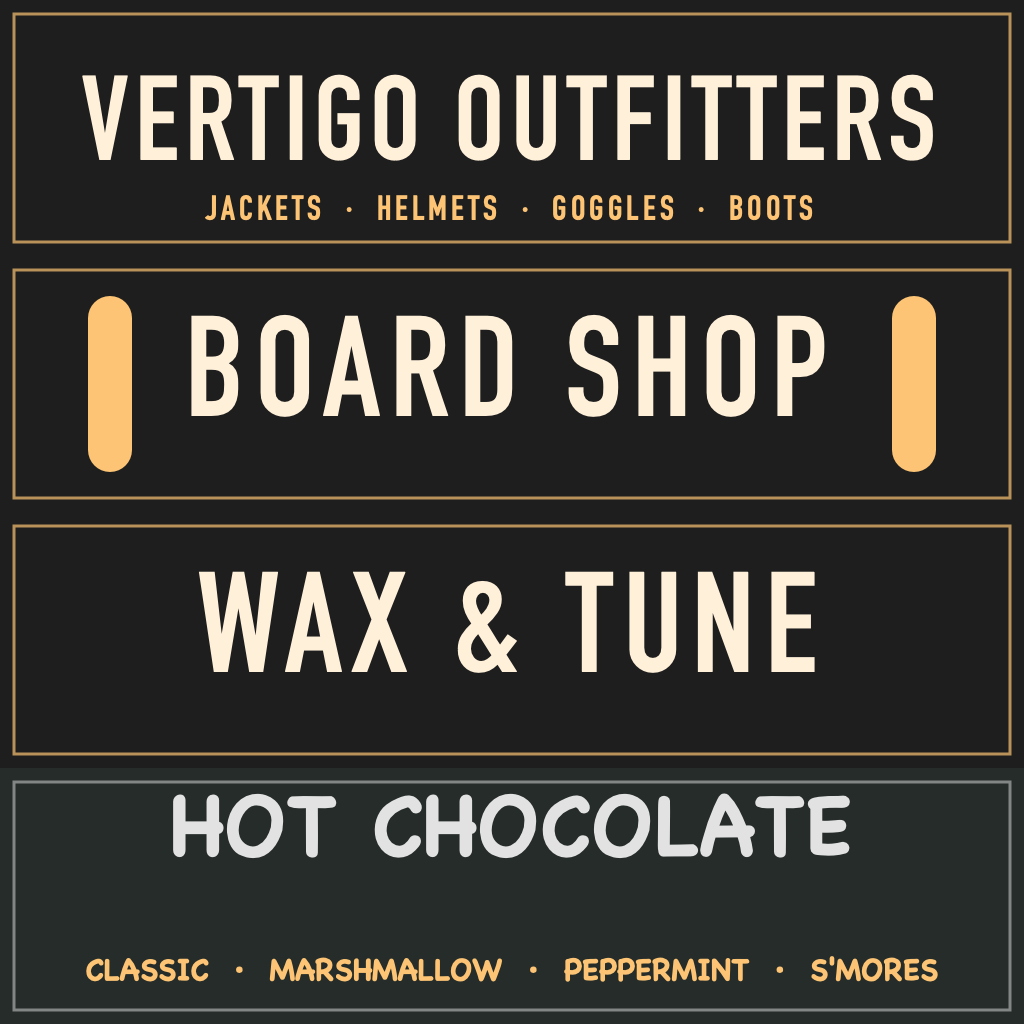 VERTIGO OUTFITTERS
JACKETS · HELMETS · GOGGLES · BOOTS
BOARD SHOP
WAX & TUNE
HOT CHOCOLATE
CLASSIC · MARSHMALLOW · PEPPERMINT · S'MORES